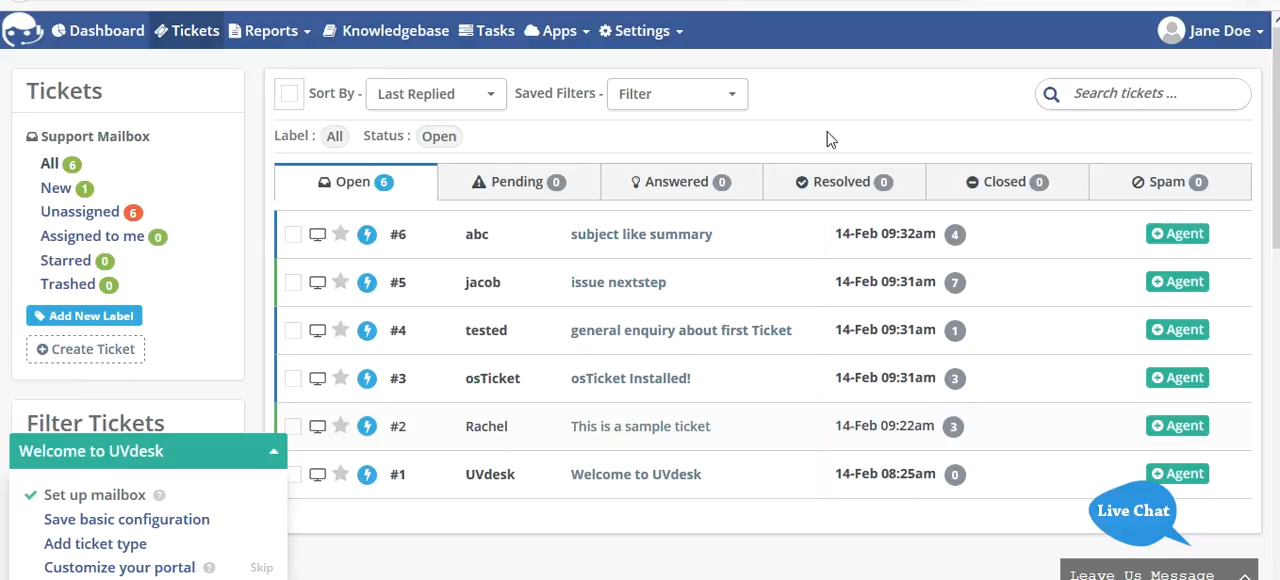 Dashboard Tickets Reports Knowledgebase Tasks Apps Settings Jane Doe
Tickets
Support Mailbox
All 6
New 1
Unassigned 6
Assigned to me 0
Starred 0
Trashed 0
Add New Label
Create Ticket
Filter Tickets
Welcome to UVdesk
Set up mailbox ?
Save basic configuration
Add ticket type
Customize your portal ? Skip
Sort By - Last Replied Saved Filters - Filter Search tickets ...
Label : All Status : Open
Open 6 Pending 0 Answered 0 Resolved 0 Closed 0 Spam 0
#6 abc subject like summary 14-Feb 09:32am 4 Agent
#5 jacob issue nextstep 14-Feb 09:31am 7 Agent
#4 tested general enquiry about first Ticket 14-Feb 09:31am 1 Agent
#3 osTicket osTicket Installed! 14-Feb 09:31am 3 Agent
#2 Rachel This is a sample ticket 14-Feb 09:22am 3 Agent
#1 UVdesk Welcome to UVdesk 14-Feb 08:25am 0 Agent
Live Chat
Leave Us Message